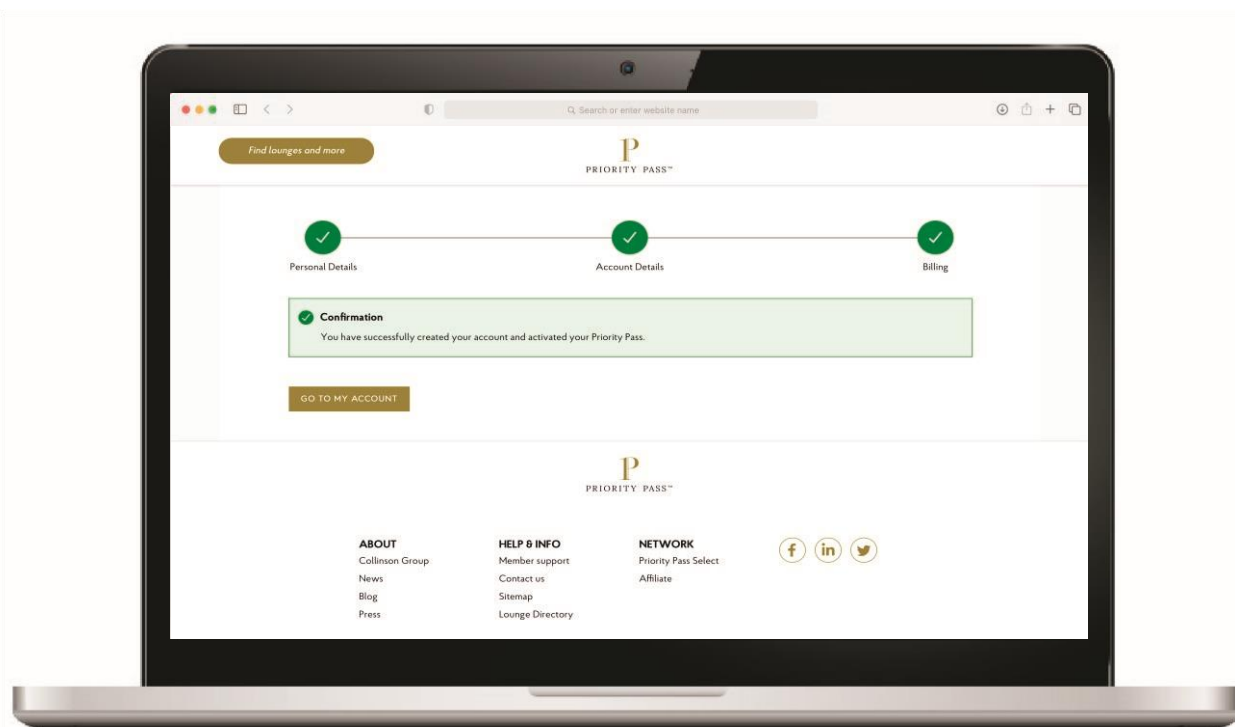 Search or enter website name
Find lounges and more
P
PRIORITY PASS™
Personal Details
Account Details
Billing
Confirmation
You have successfully created your account and activated your Priority Pass.
GO TO MY ACCOUNT
P
PRIORITY PASS™
ABOUT
Collinson Group
News
Blog
Press
HELP & INFO
Member support
Contact us
Sitemap
Lounge Directory
NETWORK
Priority Pass Select
Affiliate
f
in